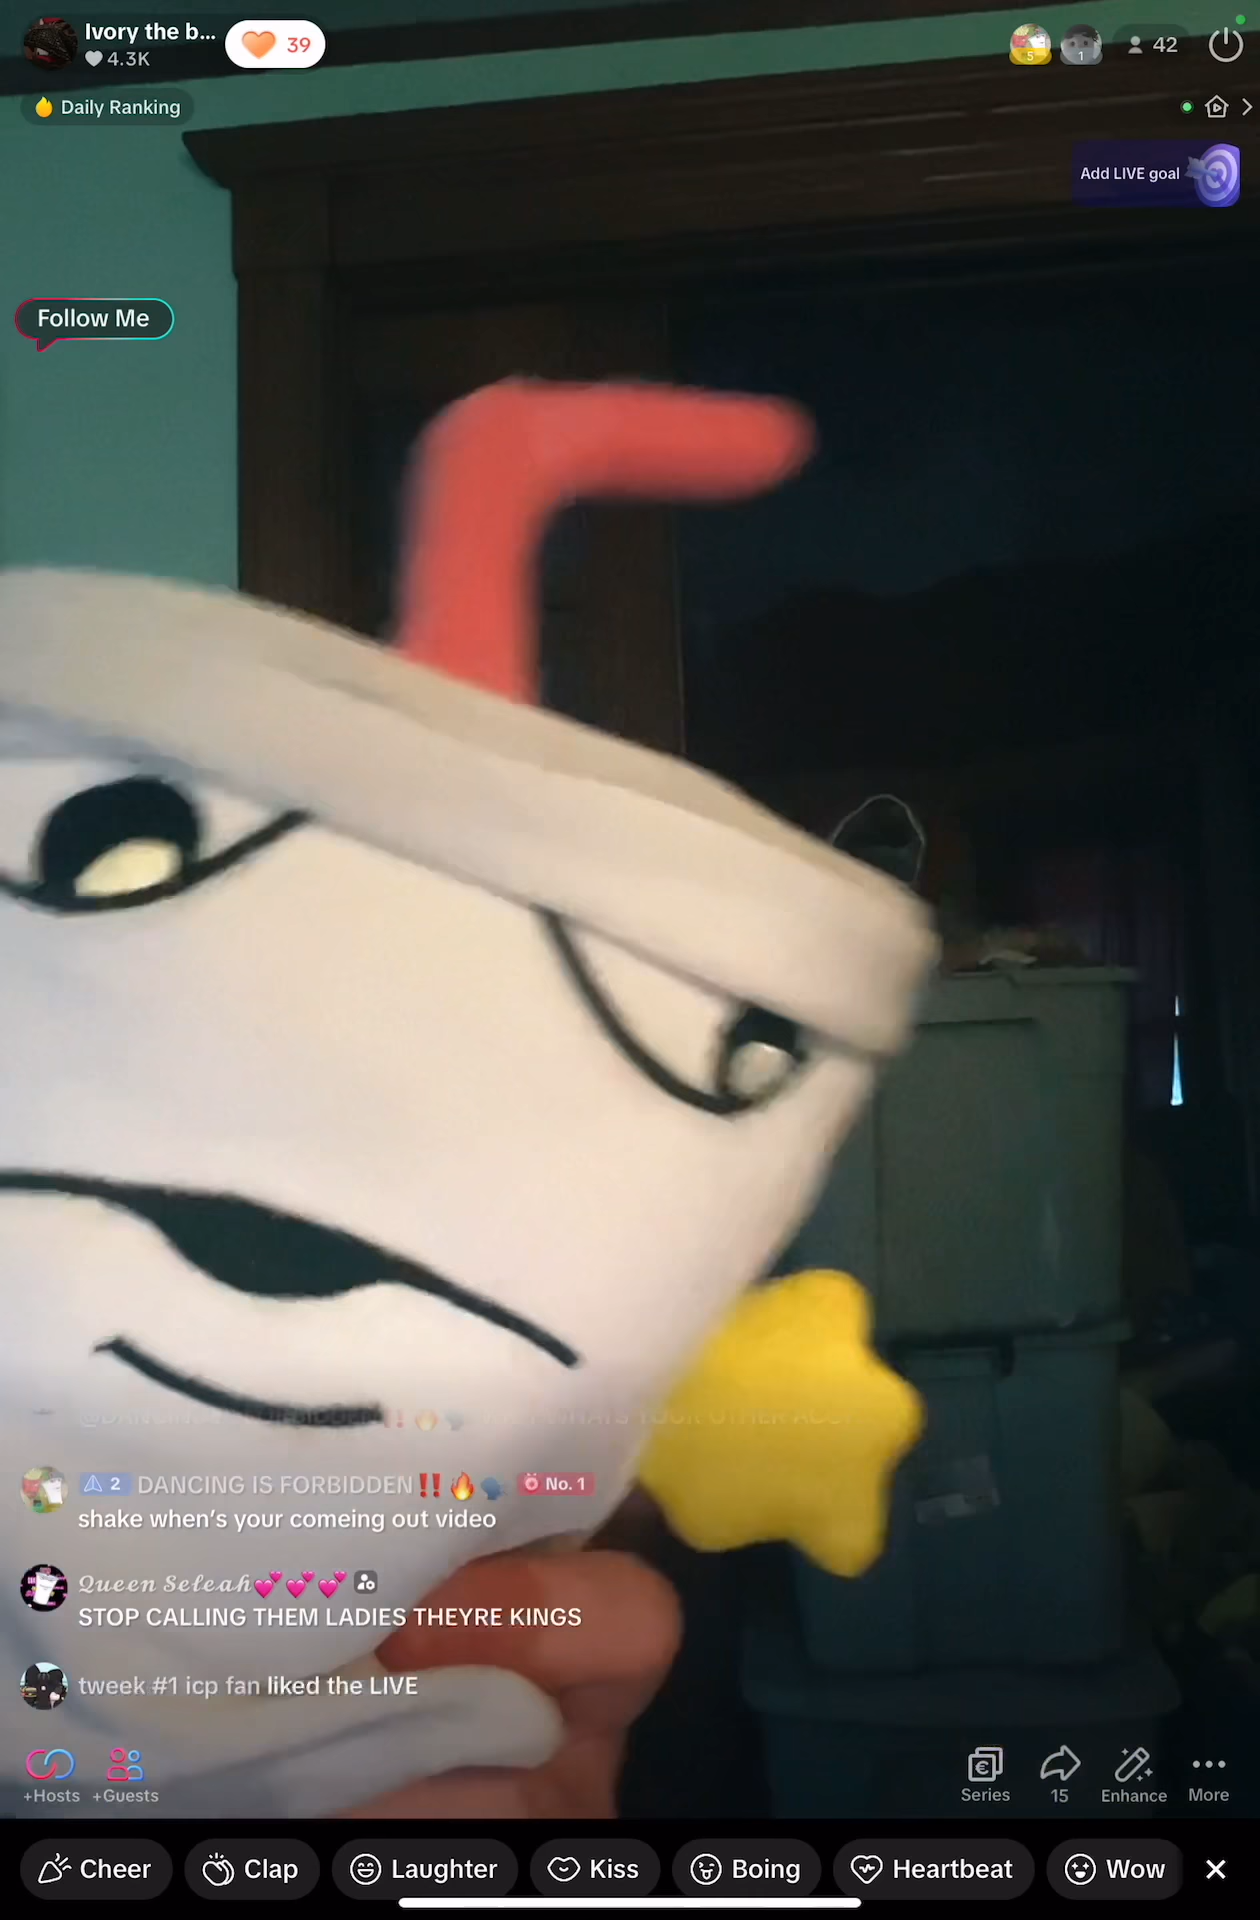 Ivory the b...
4.3K
39
5
1
42
Daily Ranking
Add LIVE goal
Follow Me
2 DANCING IS FORBIDDEN‼️🔥🗣️ No. 1
shake when's your comeing out video
𝒬𝓊𝑒𝑒𝓃 𝒮𝑒𝓁𝑒𝒶𝒽💕💕💕
STOP CALLING THEM LADIES THEYRE KINGS
tweek #1 icp fan liked the LIVE
+Hosts
+Guests
Series
15
Enhance
More
Cheer
Clap
Laughter
Kiss
Boing
Heartbeat
Wow